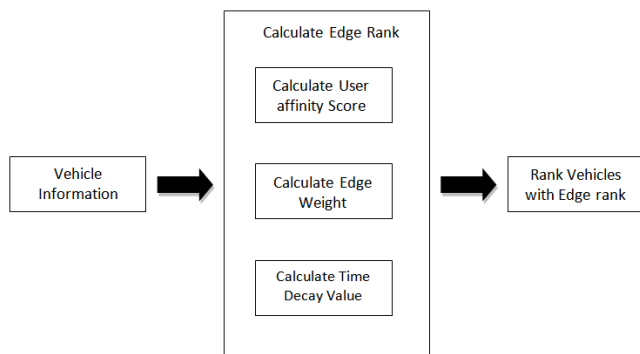 Calculate Edge Rank
Calculate User
affinity Score
Vehicle
Information
Calculate Edge
Weight
Rank Vehicles
with Edge rank
Calculate Time
Decay Value